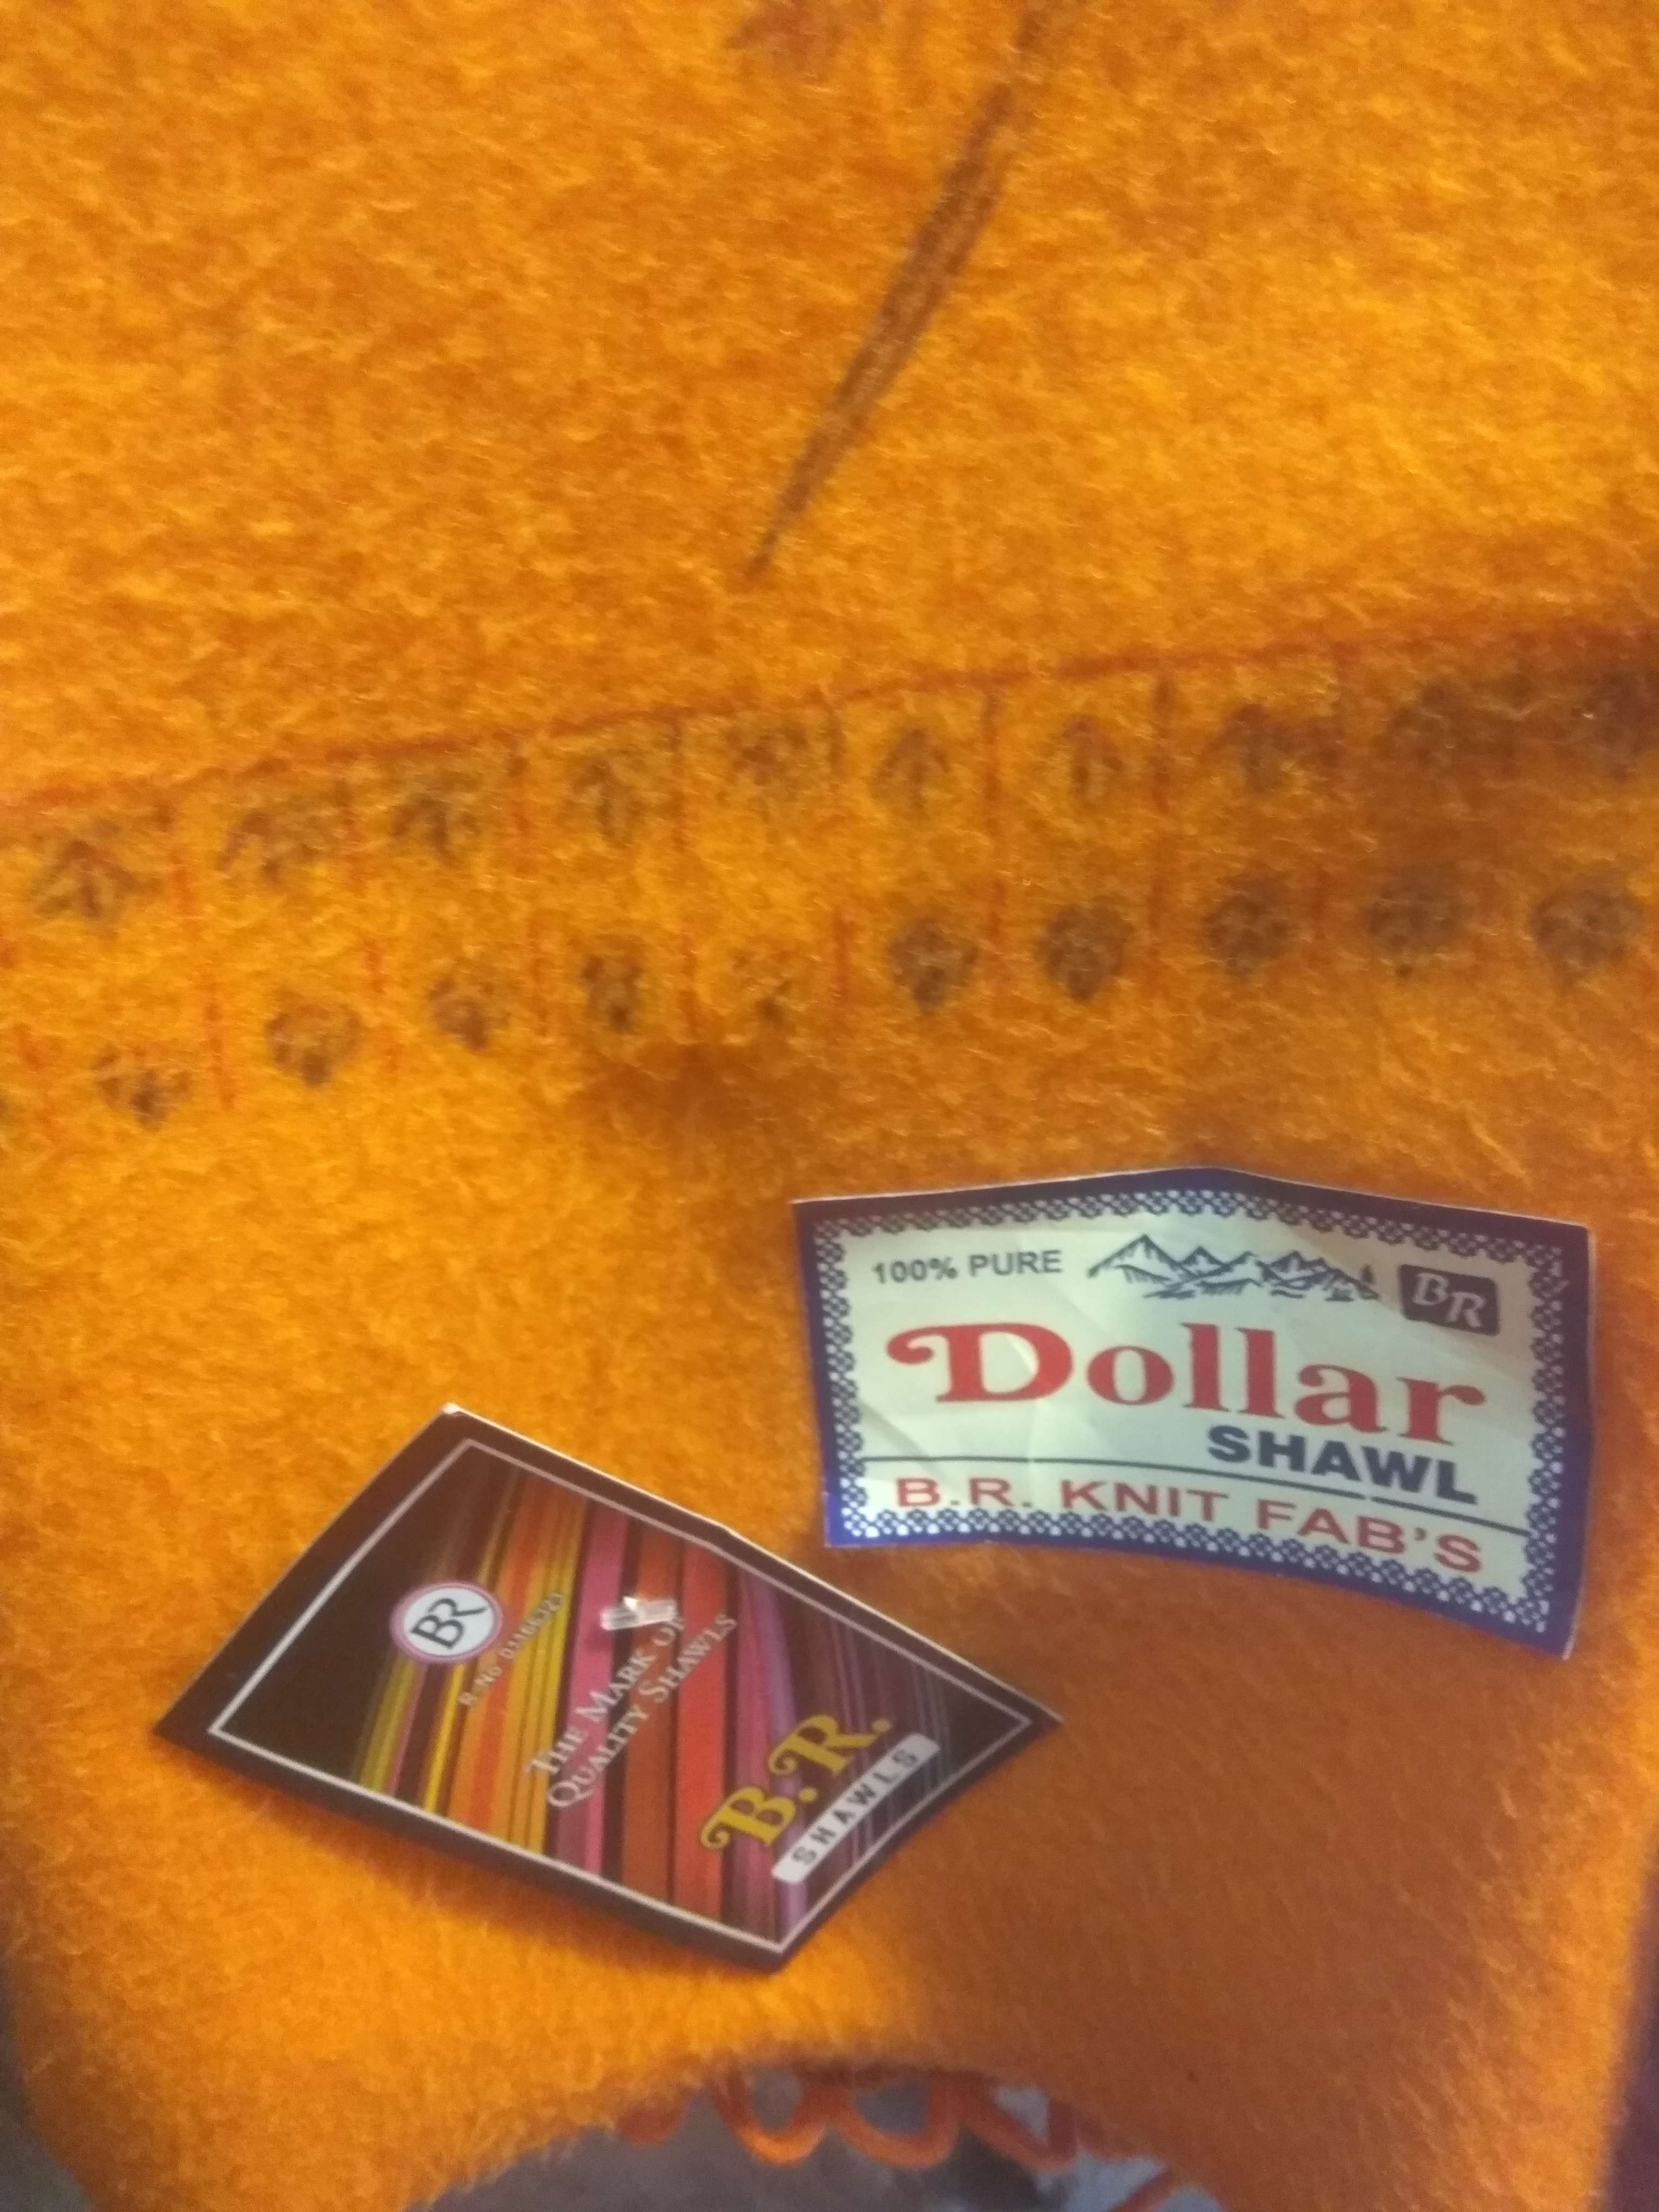 100% PURE
BR
Dollar
SHAWL
B.R. KNIT FAB'S
BR
THE MARK OF
QUALITY SHAWLS
B.R.
SHAWLS